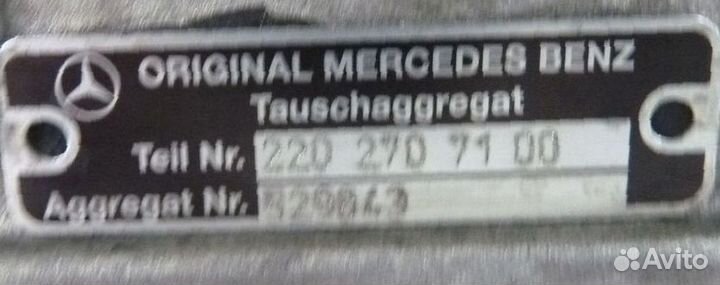 ORIGINAL MERCEDES BENZ
Tauschaggregat
Teil Nr. 220 270 71 00
Aggregat Nr.
Avito